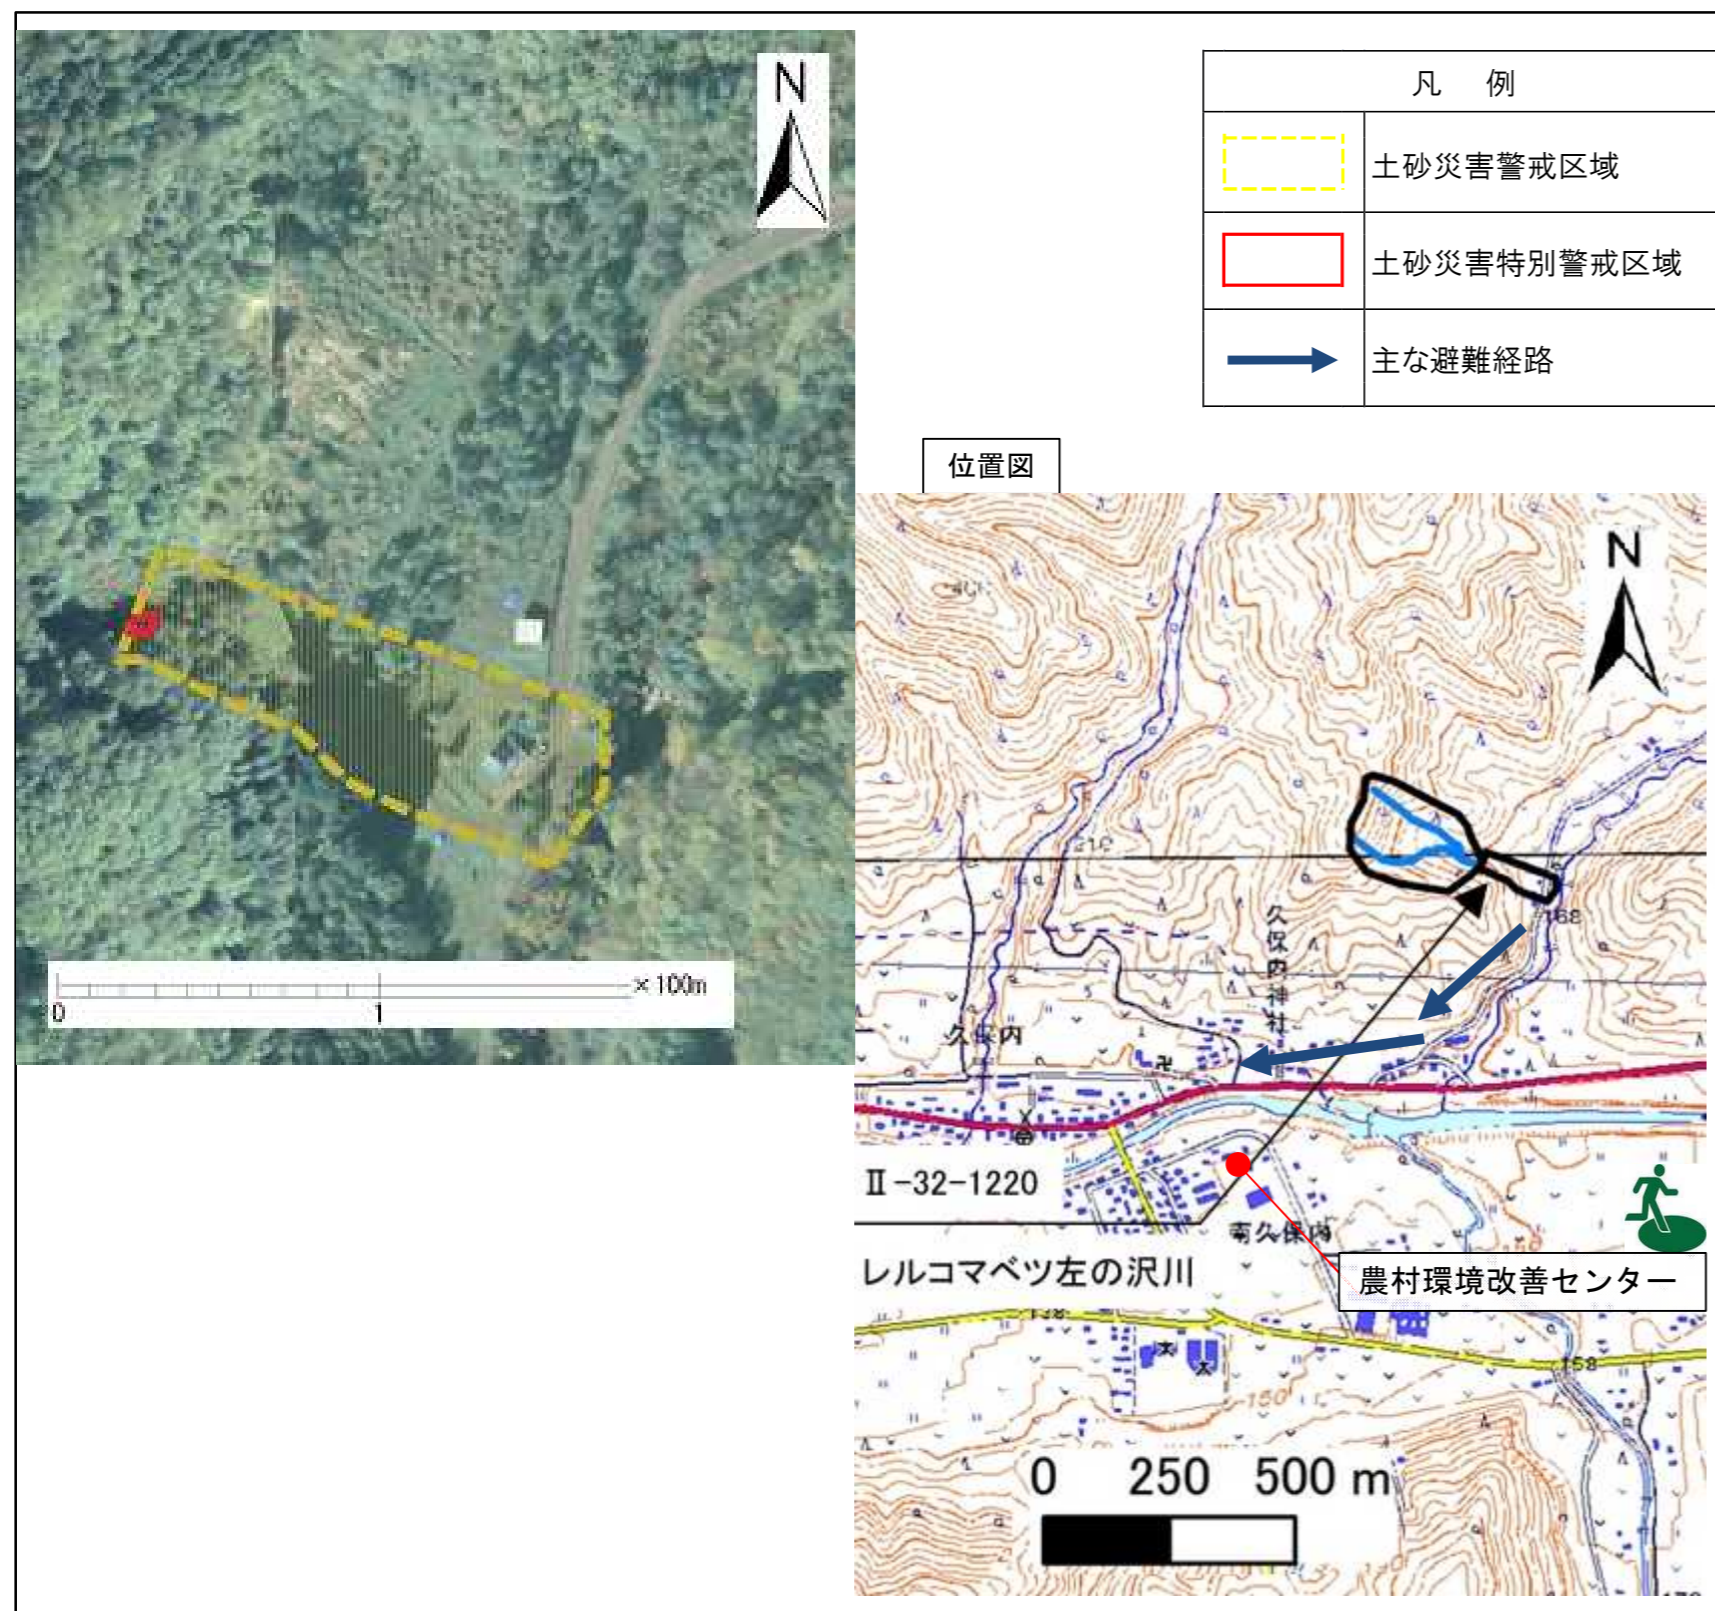 N
× 100m
0 1
凡 例
土砂災害警戒区域
土砂災害特別警戒区域
主な避難経路
位置図
N
168
久保内神社
久保内
Ⅱ-32-1220
南久保内
レルコマベツ左の沢川
農村環境改善センター
138
158
150
0 250 500 m